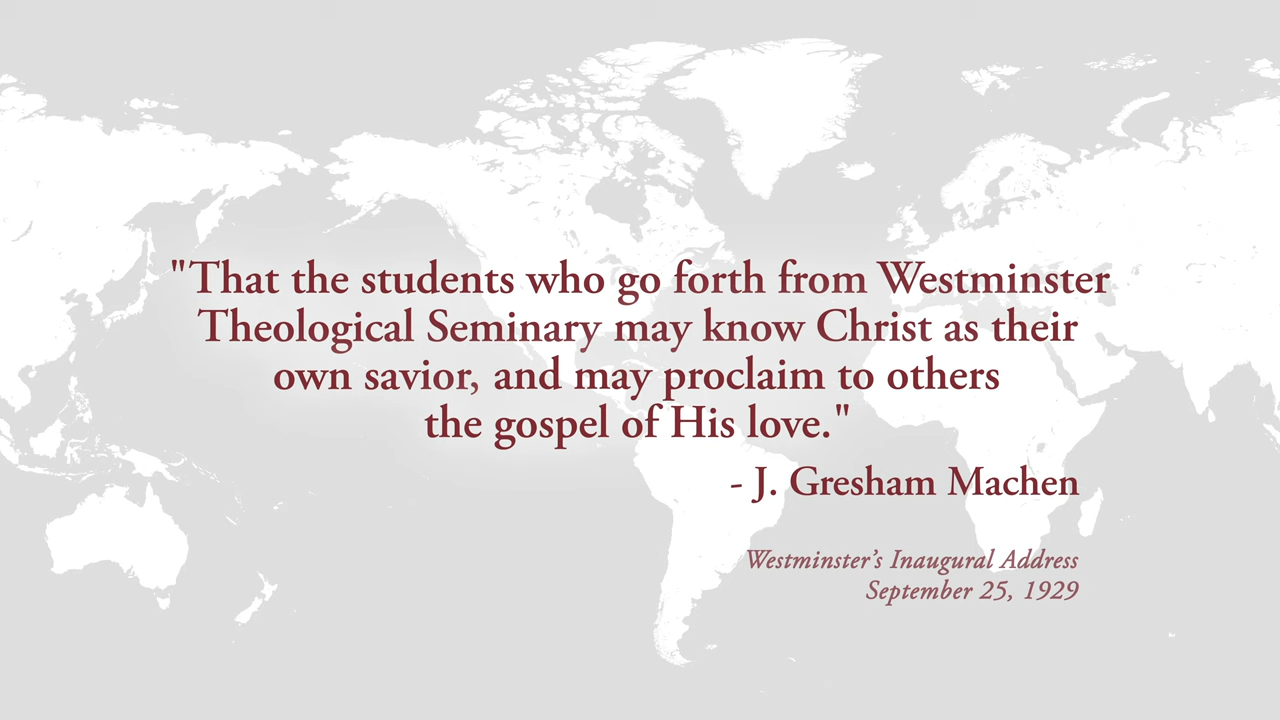 "That the students who go forth from Westminster
Theological Seminary may know Christ as their
own savior, and may proclaim to others
the gospel of His love."
- J. Gresham Machen
Westminster’s Inaugural Address
September 25, 1929